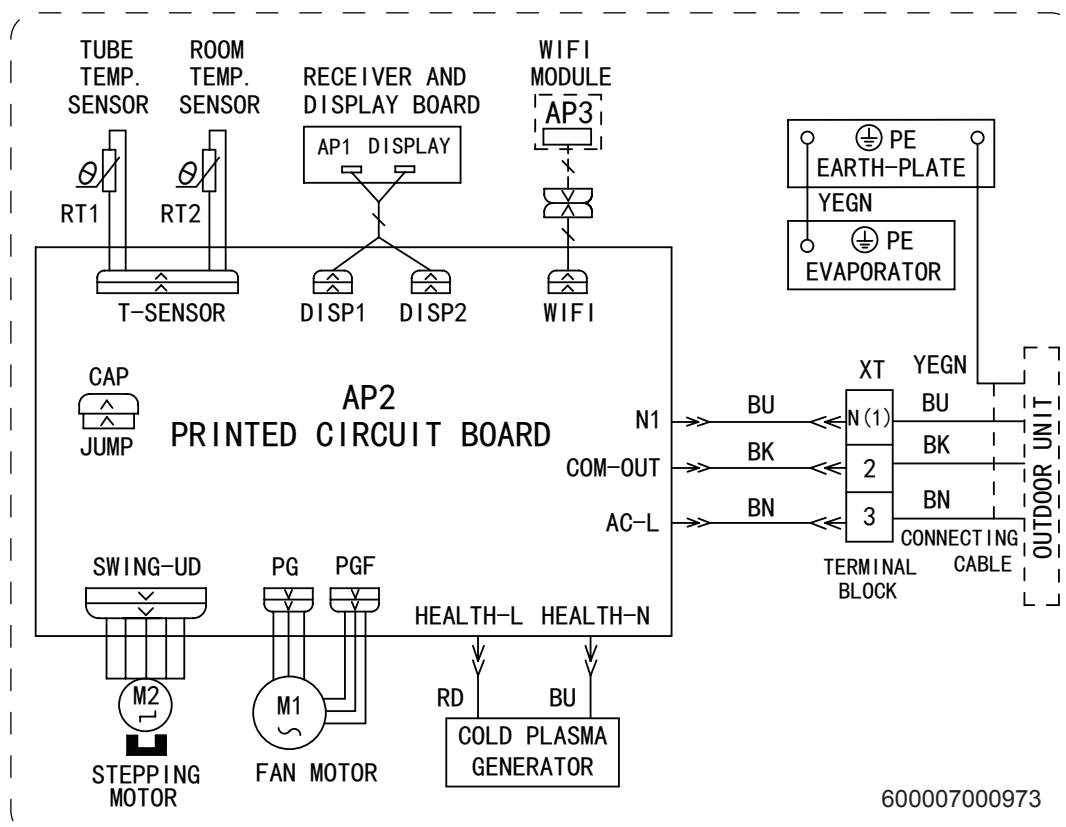 TUBE
TEMP.
SENSOR
ROOM
TEMP.
SENSOR
RECEIVER AND
DISPLAY BOARD
AP1 DISPLAY
WIFI
MODULE
AP3
PE
EARTH-PLATE
YEGN
PE
EVAPORATOR
θ
RT1
θ
RT2
T-SENSOR
DISP1
DISP2
WIFI
CAP
JUMP
AP2
PRINTED CIRCUIT BOARD
N1
COM-OUT
AC-L
BU
BK
BN
XT
N(1)
2
3
TERMINAL
BLOCK
YEGN
BU
BK
BN
CONNECTING
CABLE
OUTDOOR UNIT
SWING-UD
PG
PGF
HEALTH-L
HEALTH-N
M2
STEPPING
MOTOR
M1
FAN MOTOR
RD
BU
COLD PLASMA
GENERATOR
600007000973